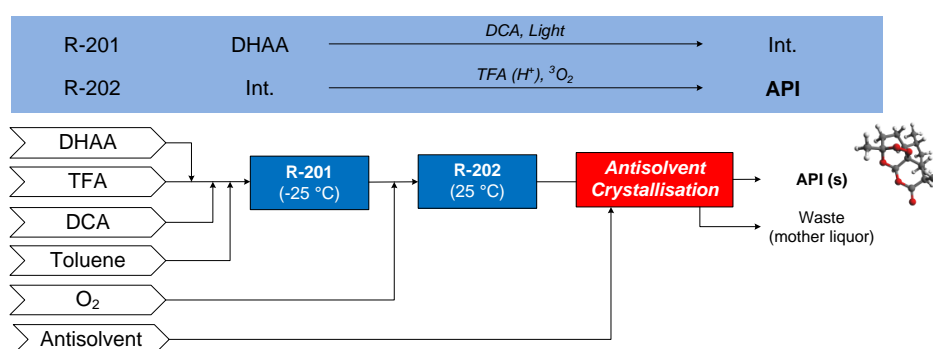 R-201 DHAA DCA, Light Int.
R-202 Int. TFA (H⁺), ³O₂ API
DHAA
TFA
DCA
Toluene
O₂
Antisolvent
R-201
(-25 °C)
R-202
(25 °C)
Antisolvent
Crystallisation
API (s)
Waste
(mother liquor)